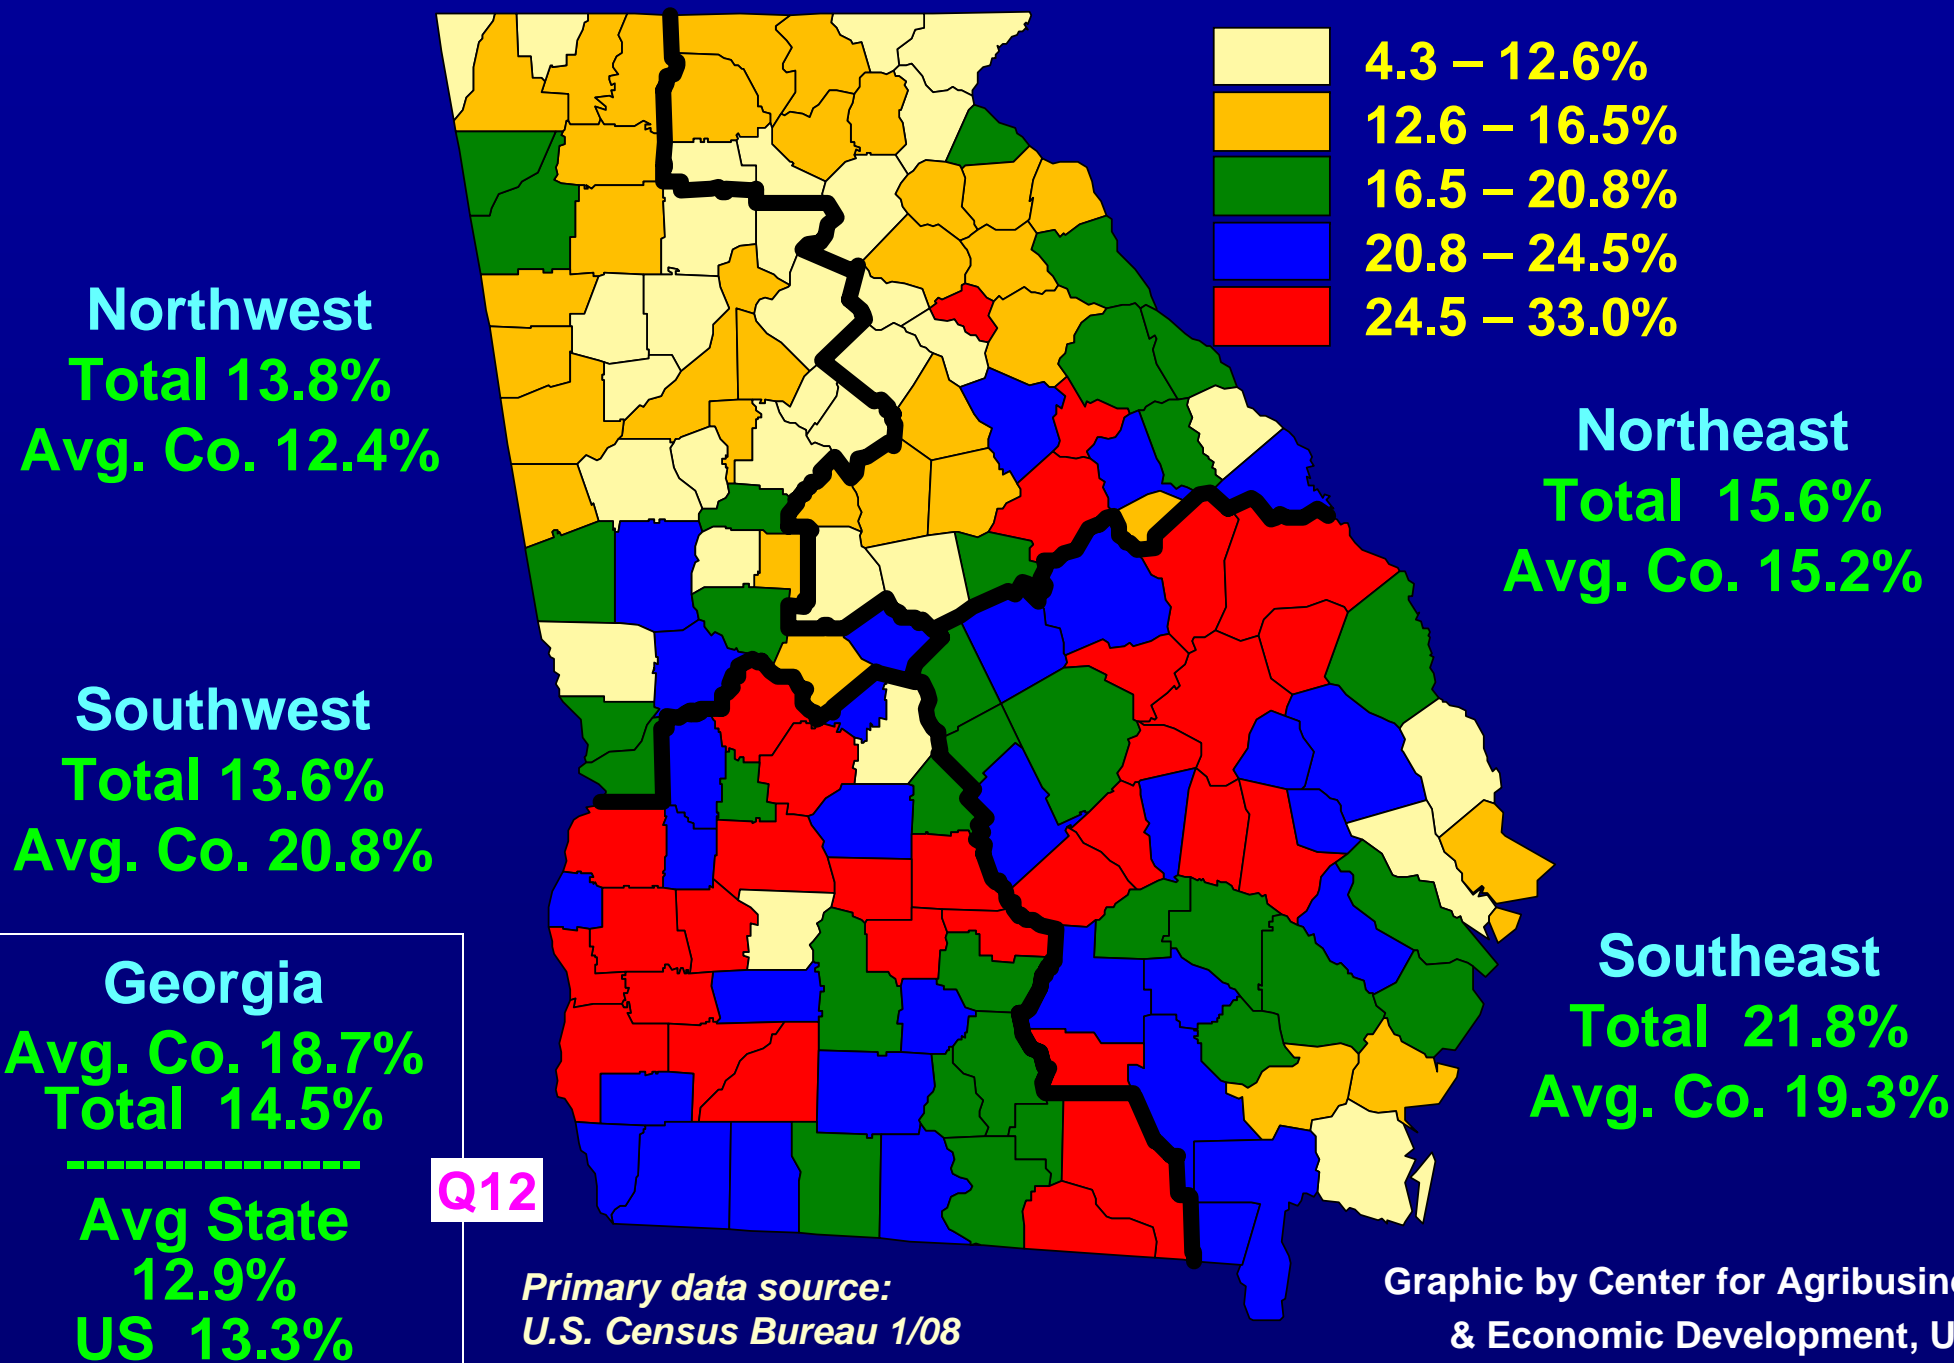 4.3 – 12.6%
12.6 – 16.5%
16.5 – 20.8%
20.8 – 24.5%
24.5 – 33.0%
Northwest
Total 13.8%
Avg. Co. 12.4%
Northeast
Total 15.6%
Avg. Co. 15.2%
Southwest
Total 13.6%
Avg. Co. 20.8%
Southeast
Total 21.8%
Avg. Co. 19.3%
Georgia
Avg. Co. 18.7%
Total 14.5%
---------------
Avg State
12.9%
US 13.3%
Q12
Primary data source:
U.S. Census Bureau 1/08
Graphic by Center for
& Economic Development,